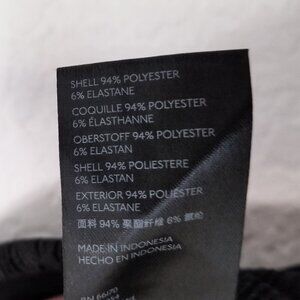 SHELL 94% POLYESTER
6% ELASTANE
COQUILLE 94% POLYESTER
6% ÉLASTHANNE
OBERSTOFF 94% POLYESTER
6% ELASTAN
SHELL 94% POLIESTERE
6% ELASTAN
EXTERIOR 94% POLIÉSTER
6% ELASTANE
面料 94% 聚酯纤维 6% 氨纶
MADE IN INDONESIA
HECHO EN INDONESIA